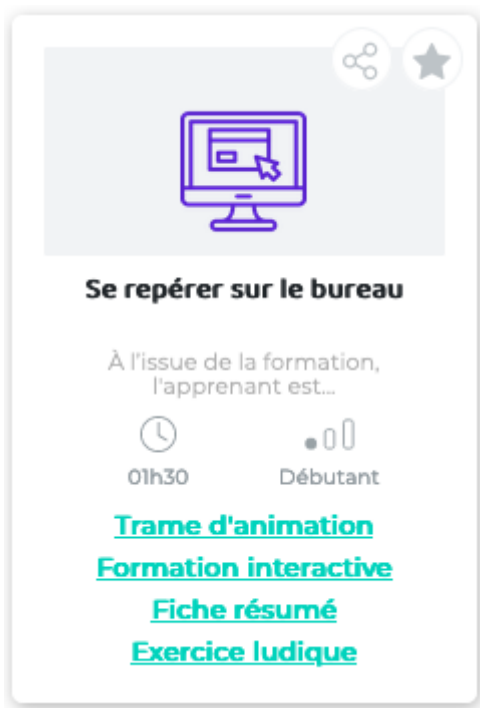 Se repérer sur le bureau
À l'issue de la formation,
l'apprenant est...
01h30
Débutant
Trame d'animation
Formation interactive
Fiche résumé
Exercice ludique